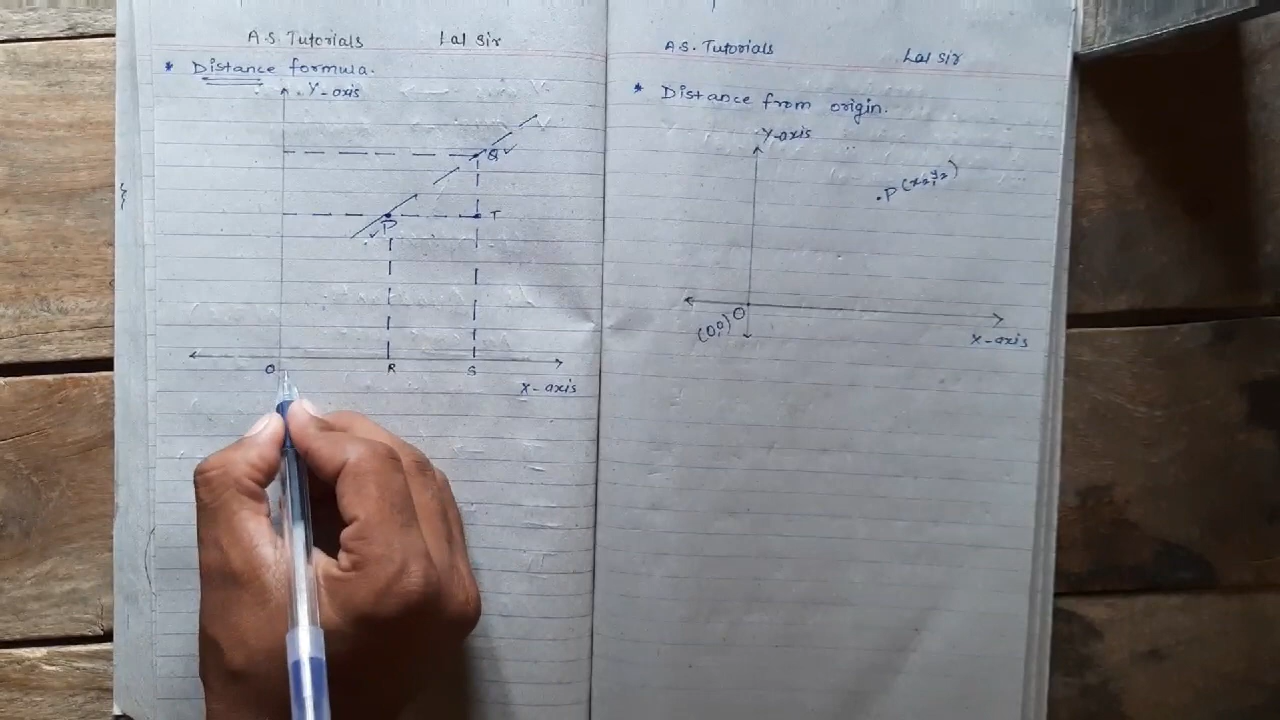 A.S. Tutorials Lal Sir
* Distance formula.
Y-axis
Q
P
T
O R S
X-axis
A.S. Tutorials Lal Sir
* Distance from origin.
Y-axis
.P(x2,y2)
O
(0,0)
X-axis